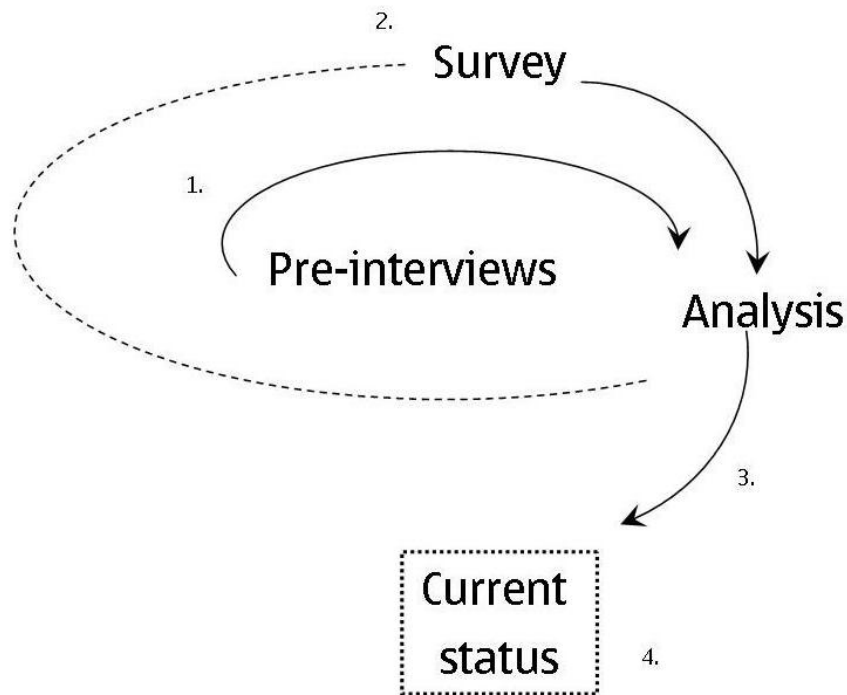 2.
Survey
1.
Pre-interviews
Analysis
3.
Current
status
4.